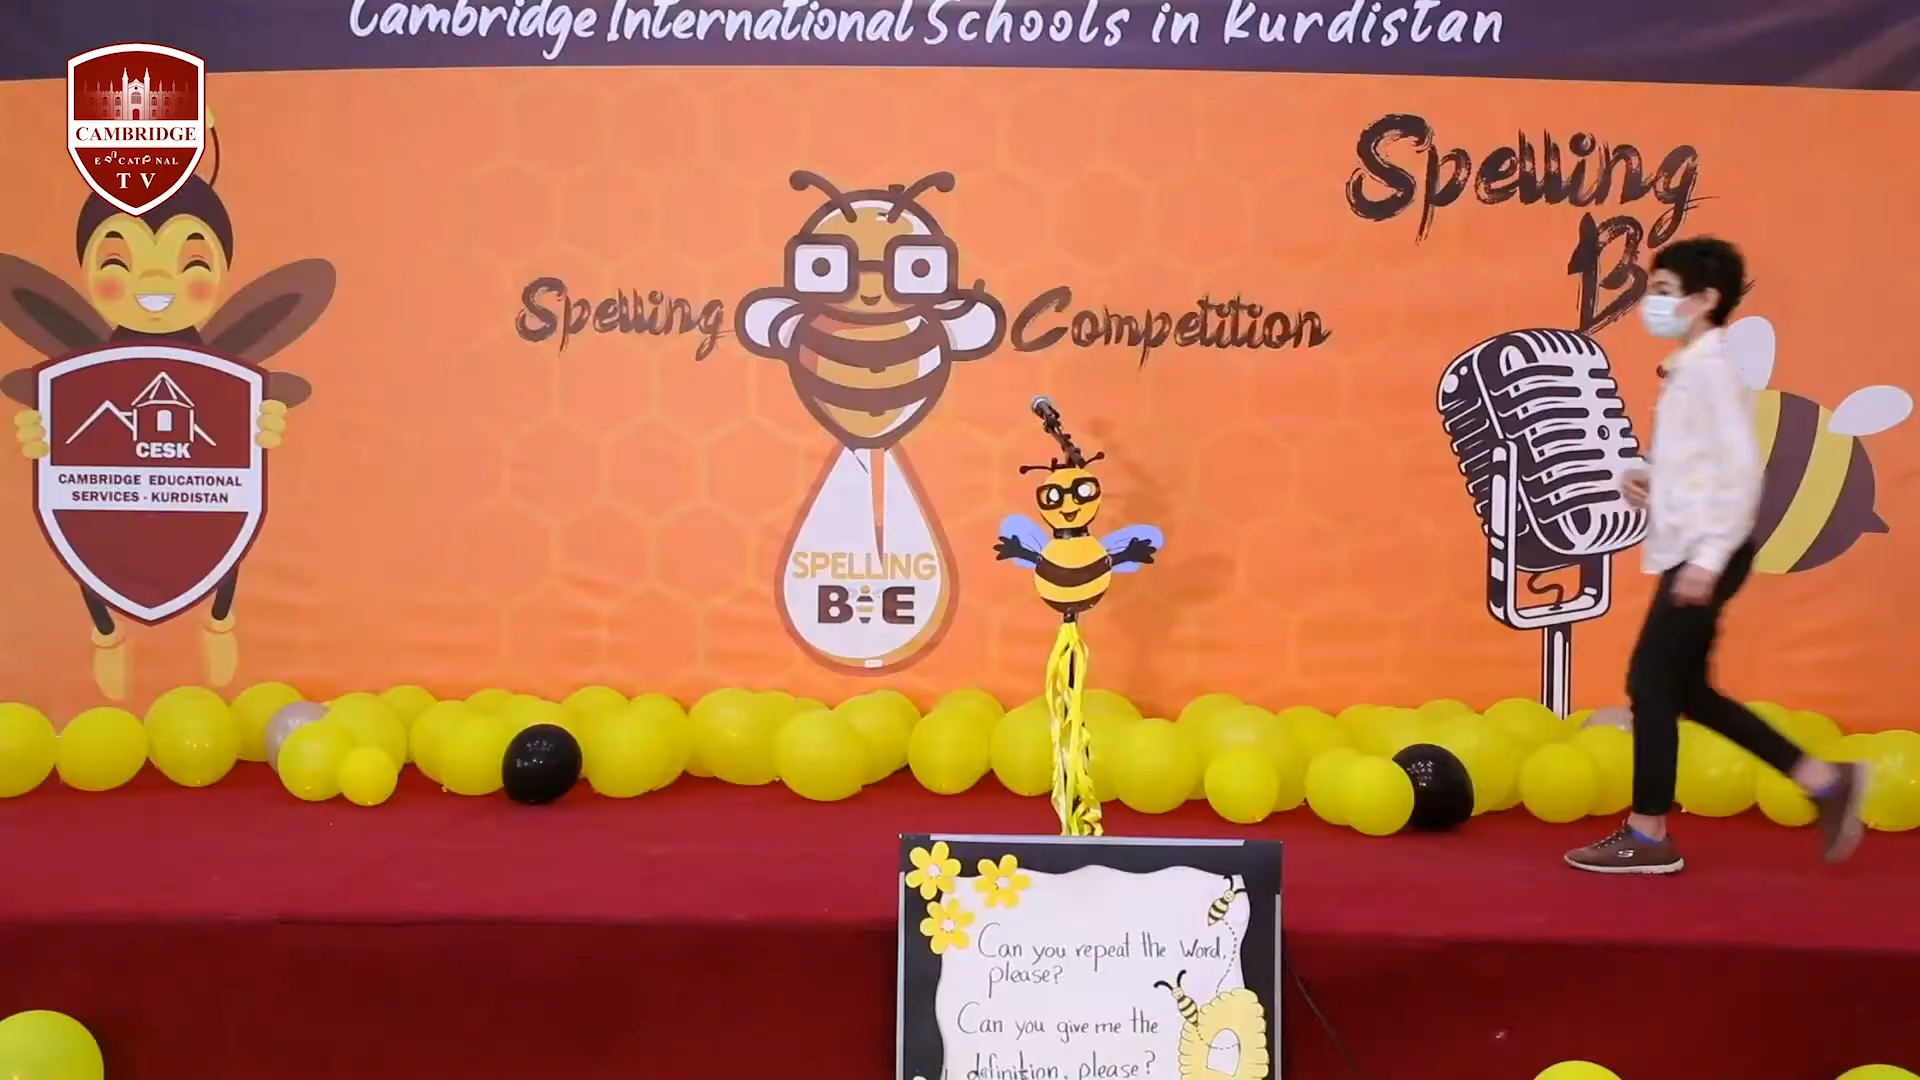 Cambridge International Schools in Kurdistan
CAMBRIDGE
EDUCATIONAL
TV
Spelling
B
Spelling Competition
CESK
CAMBRIDGE EDUCATIONAL
SERVICES - KURDISTAN
SPELLING
BEE
Can you repeat the word,
please?
Can you give me the
definition, please?